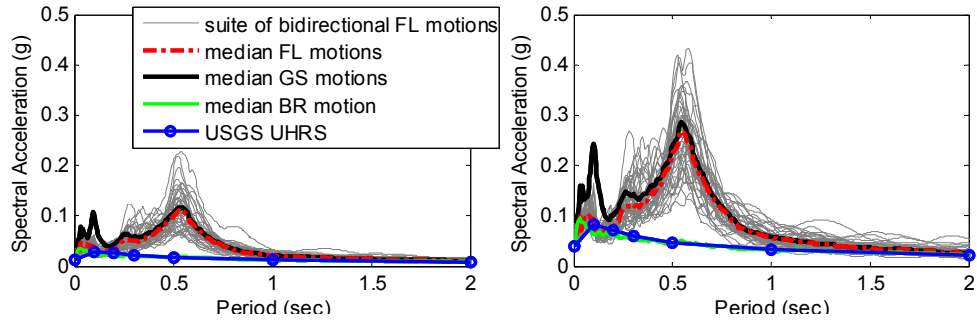 0.5
0.4
0.3
0.2
0.1
0
Spectral Acceleration (g)
0 0.5 1 1.5 2
Period (sec)
suite of bidirectional FL motions
median FL motions
median GS motions
median BR motion
USGS UHRS
0.5
0.4
0.3
0.2
0.1
0
Spectral Acceleration (g)
0 0.5 1 1.5 2
Period (sec)